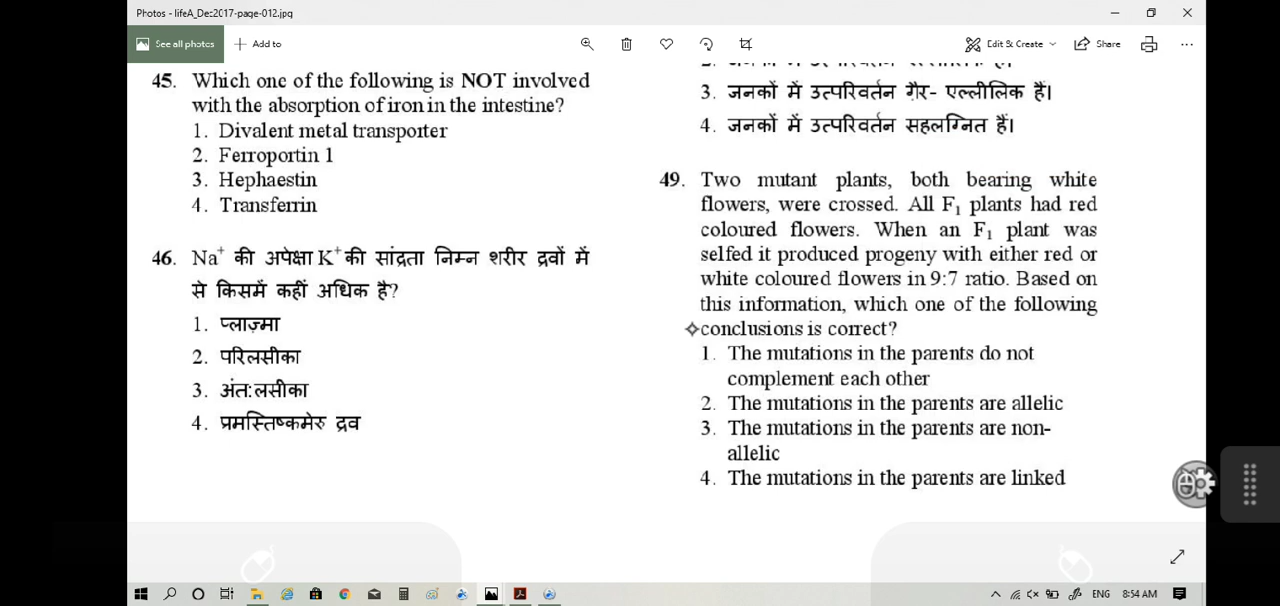 Photos - lifeA_Dec2017-page-012.jpg
See all photos
Add to
Edit & Create
Share
45. Which one of the following is NOT involved
with the absorption of iron in the intestine?
1. Divalent metal transporter
2. Ferroportin 1
3. Hephaestin
4. Transferrin
46. Na⁺ की अपेक्षा K⁺ की सांद्रता निम्न शरीर द्रवों में
से किसमें कहीं अधिक है?
1. प्लाज़्मा
2. परिलसीका
3. अंत:लसीका
4. प्रमस्तिष्कमेरु द्रव
3. जनकों में उत्परिवर्तन गैर- एल्लीलिक हैं।
4. जनकों में उत्परिवर्तन सहलग्नित हैं।
49. Two mutant plants, both bearing white
flowers, were crossed. All F₁ plants had red
coloured flowers. When an F₁ plant was
selfed it produced progeny with either red or
white coloured flowers in 9:7 ratio. Based on
this information, which one of the following
conclusions is correct?
1. The mutations in the parents do not
complement each other
2. The mutations in the parents are allelic
3. The mutations in the parents are non-
allelic
4. The mutations in the parents are linked
ENG 8:54 AM